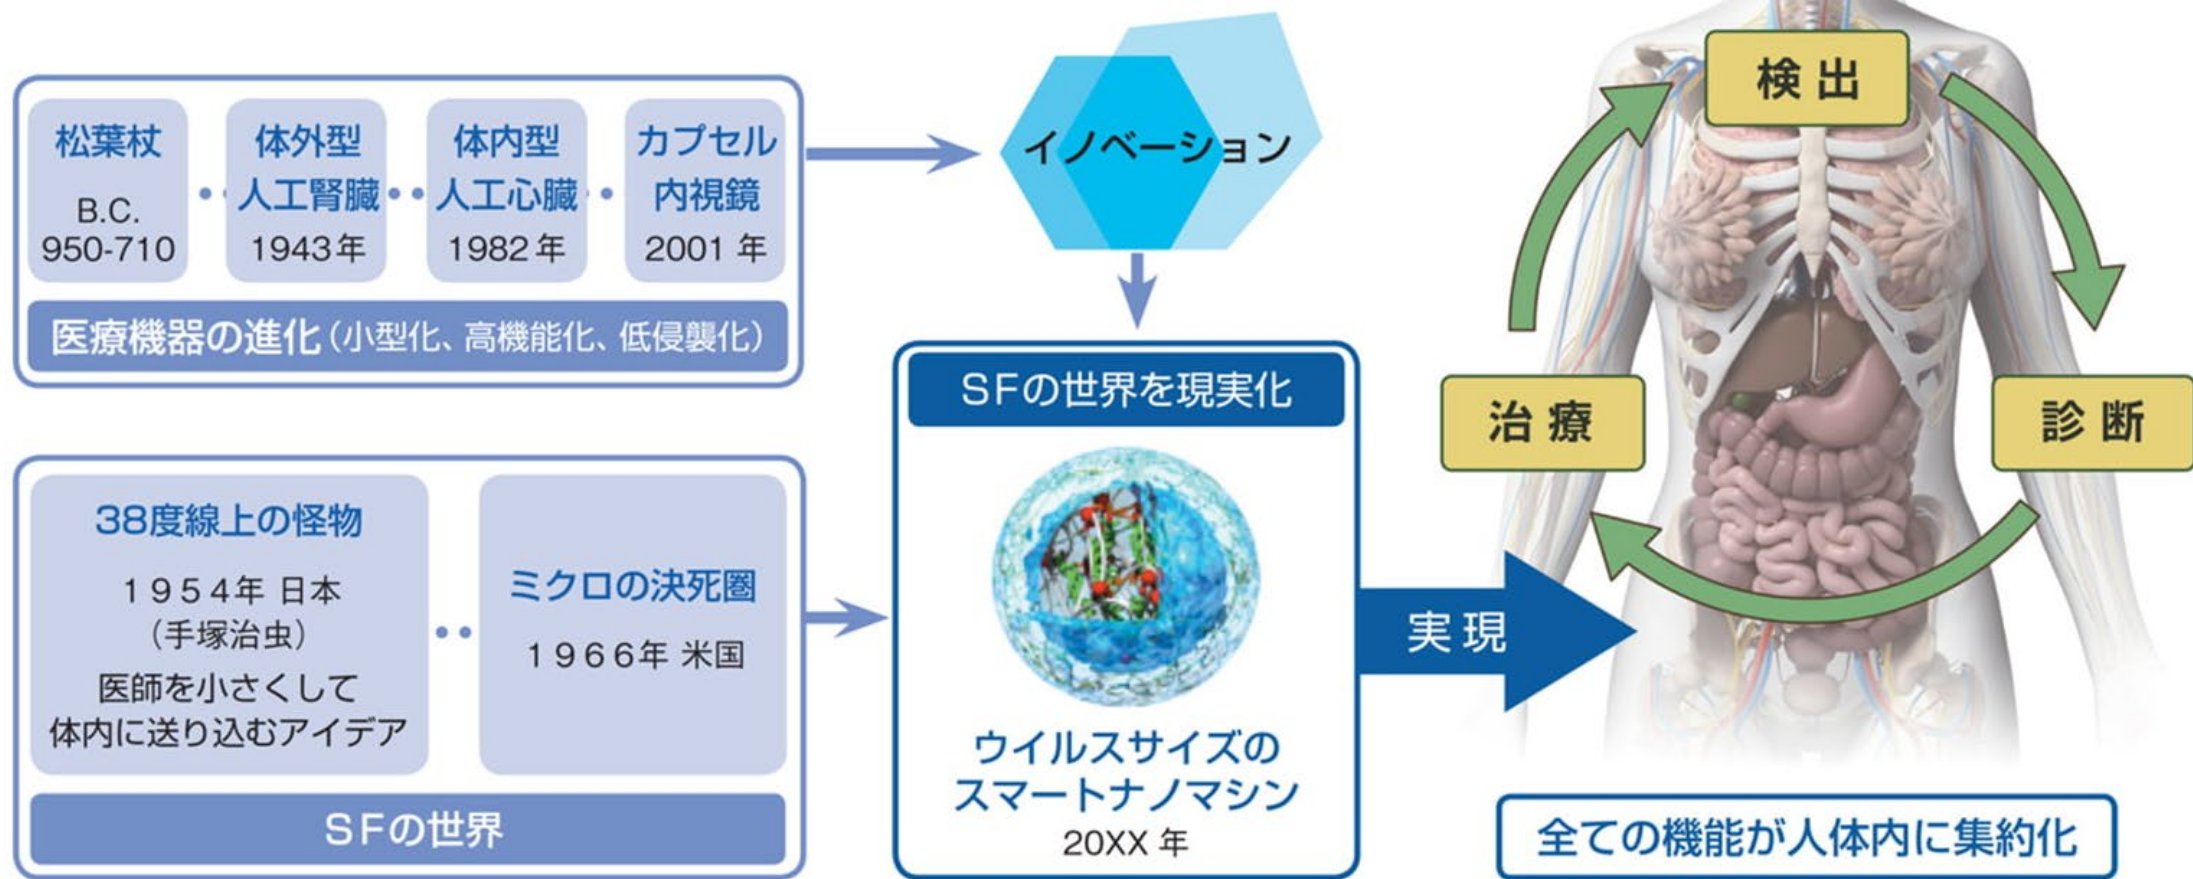 松葉杖
B.C.
950-710
体外型
人工腎臓
1943年
体内型
人工心臓
1982年
カプセル
内視鏡
2001年
医療機器の進化（小型化、高機能化、低侵襲化）
イノベーション
38度線上の怪物
1954年 日本
（手塚治虫）
医師を小さくして
体内に送り込むアイデア
ミクロの決死圏
1966年 米国
SFの世界
SFの世界を現実化
ウイルスサイズの
スマートナノマシン
20XX年
実現
検出
診断
治療
全ての機能が人体内に集約化